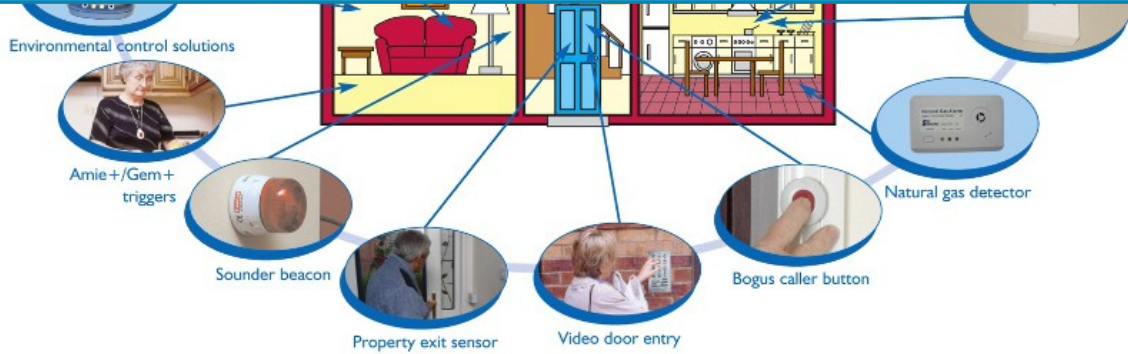 Environmental control solutions
Amie+/Gem+
triggers
Sounder beacon
Property exit sensor
Video door entry
Bogus caller button
Natural gas detector